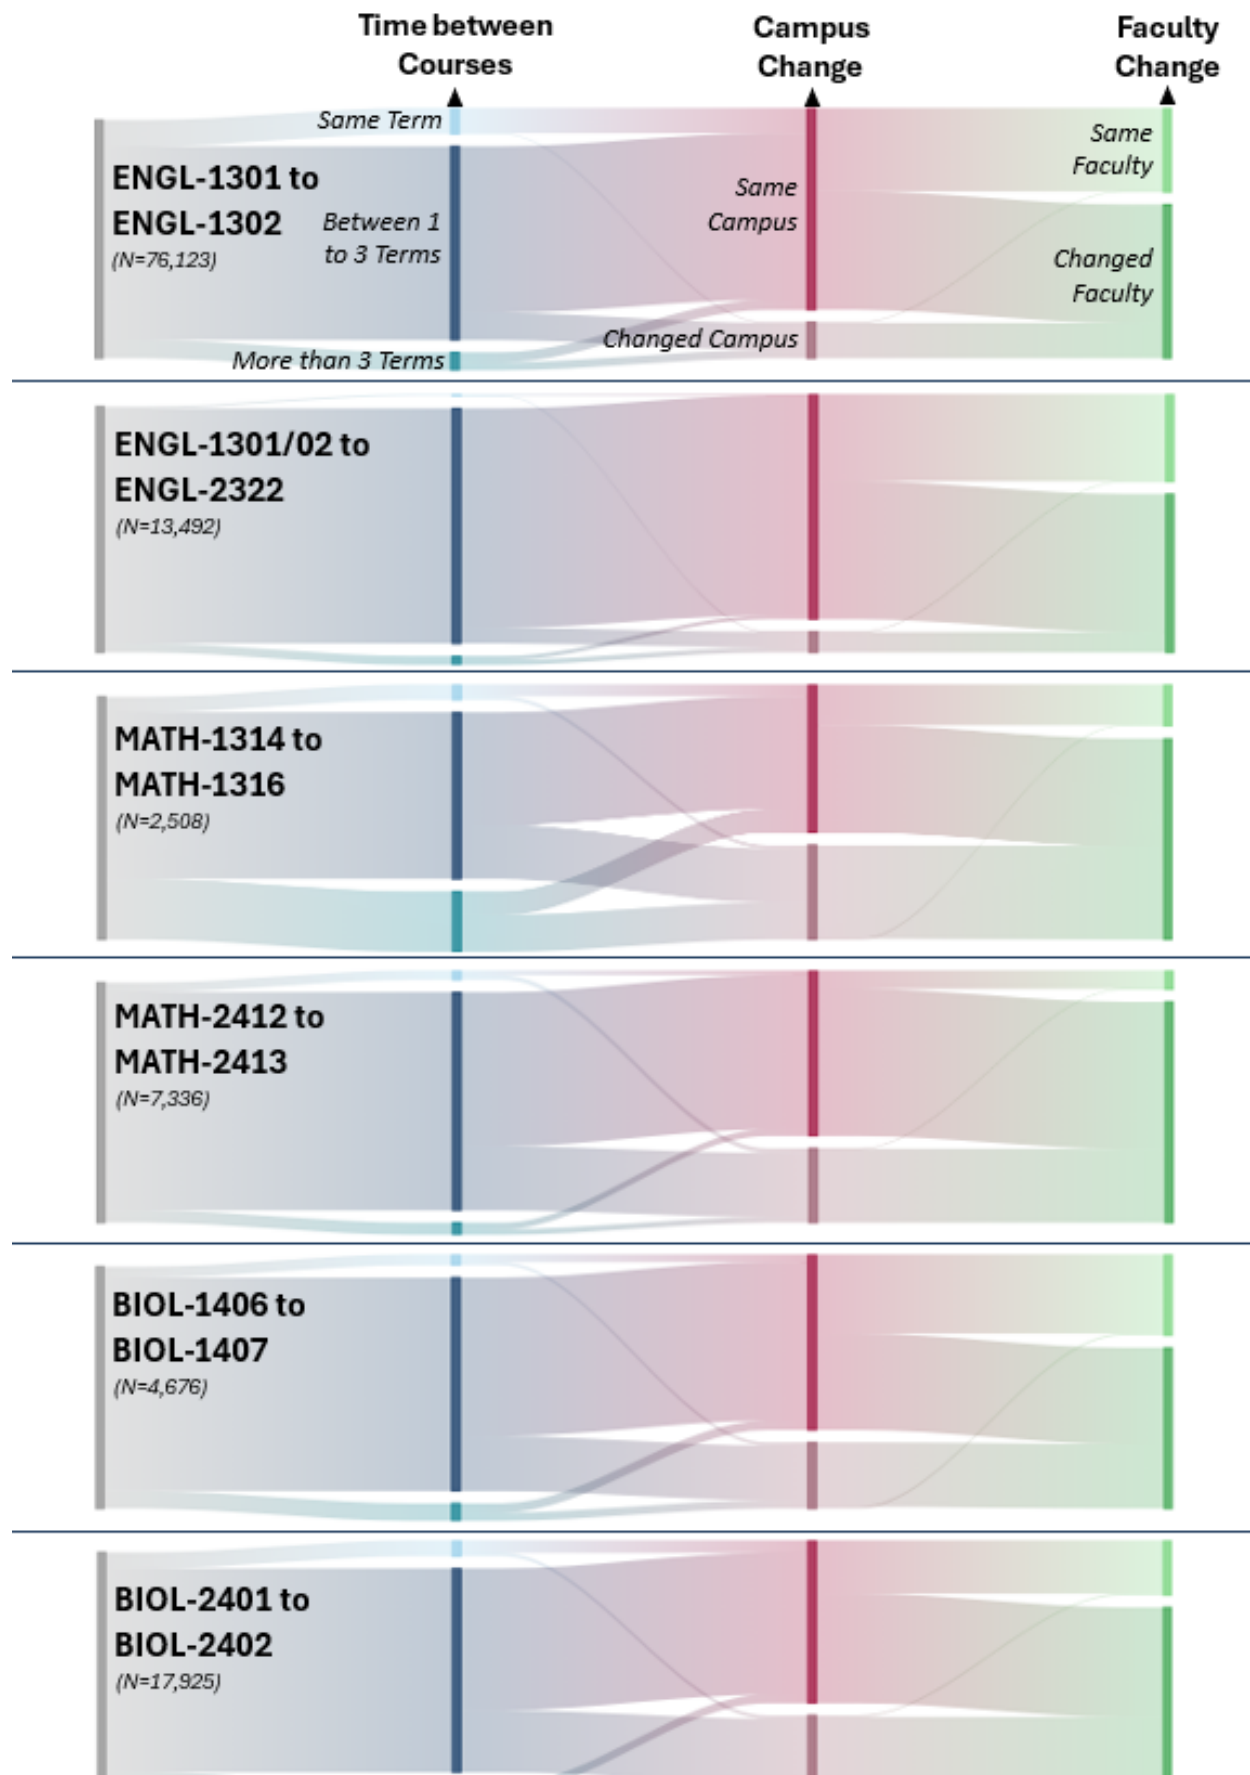 Time between
Courses
Campus
Change
Faculty
Change
Same Term
ENGL-1301 to
ENGL-1302
(N=76,123)
Between 1
to 3 Terms
More than 3 Terms
Same
Campus
Changed Campus
Same
Faculty
Changed
Faculty
ENGL-1301/02 to
ENGL-2322
(N=13,492)
MATH-1314 to
MATH-1316
(N=2,508)
MATH-2412 to
MATH-2413
(N=7,336)
BIOL-1406 to
BIOL-1407
(N=4,676)
BIOL-2401 to
BIOL-2402
(N=17,925)